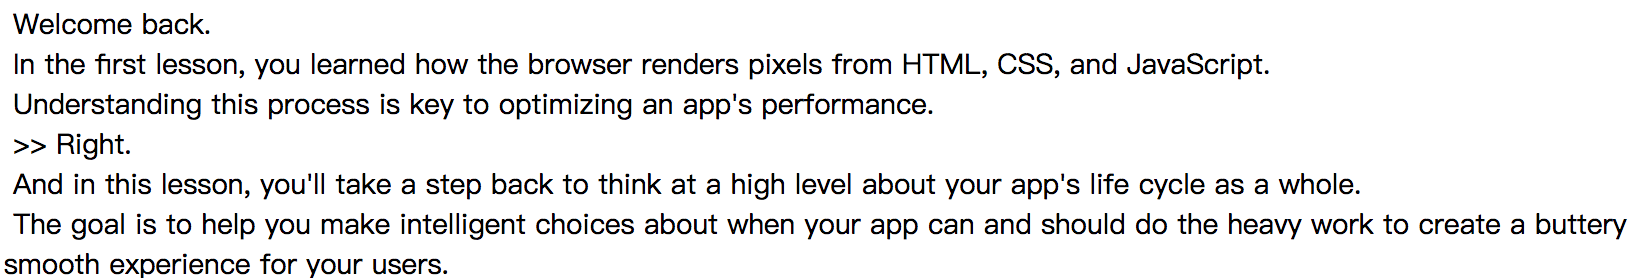 Welcome back.
In the first lesson, you learned how the browser renders pixels from HTML, CSS, and JavaScript.
Understanding this process is key to optimizing an app's performance.
>> Right.
And in this lesson, you'll take a step back to think at a high level about your app's life cycle as a whole.
The goal is to help you make intelligent choices about when your app can and should do the heavy work to create a buttery
smooth experience for your users.